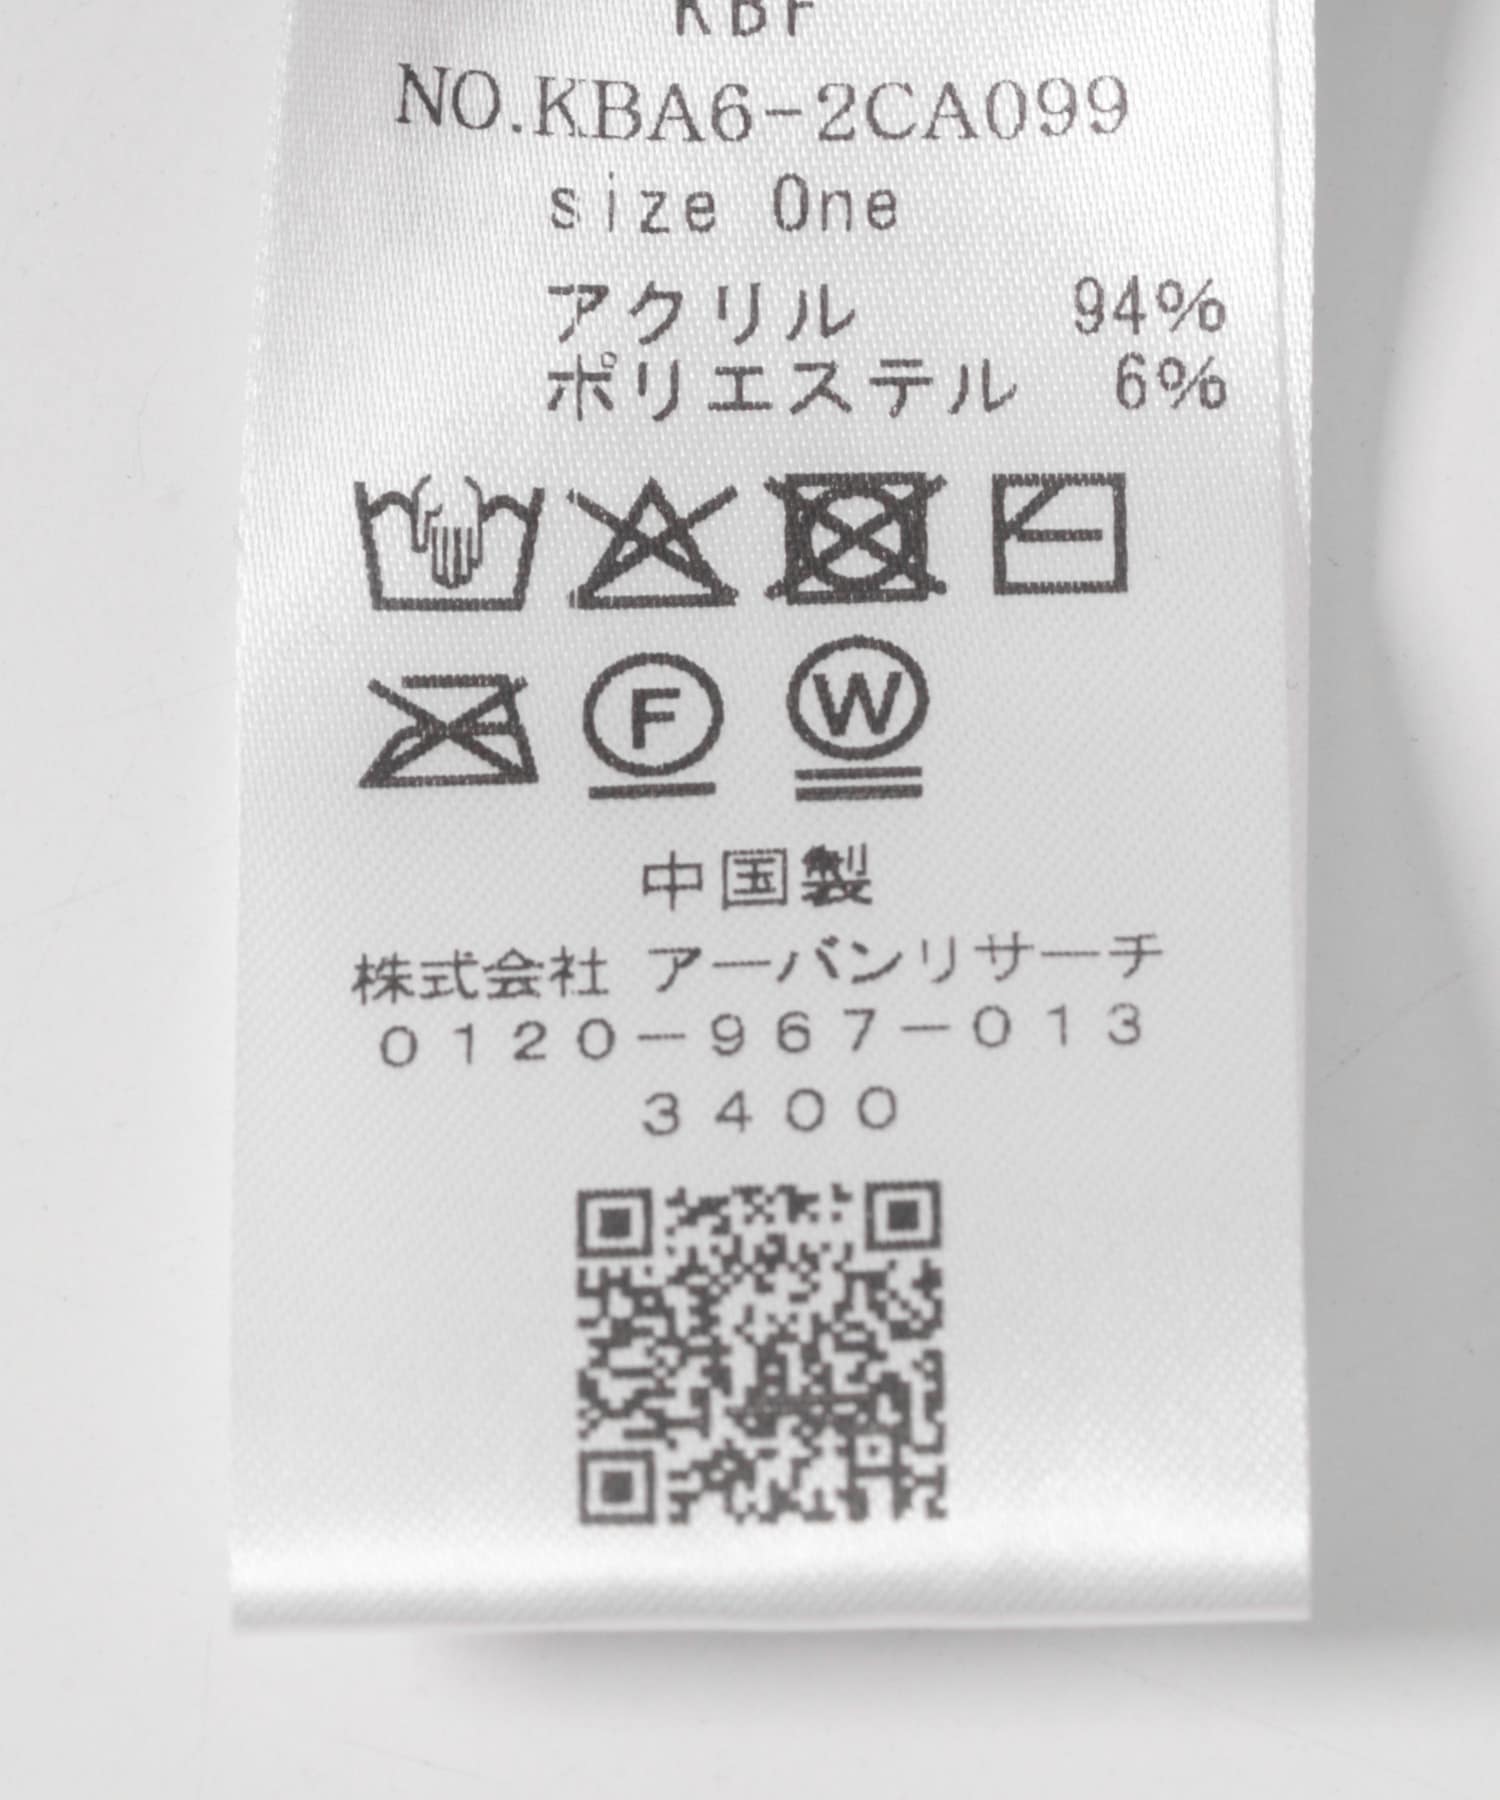 KBF
NO.KBA6-2CA099
size One
アクリル 94%
ポリエステル 6%
F W
中国製
株式会社 アーバンリサーチ
0120-967-013
3400